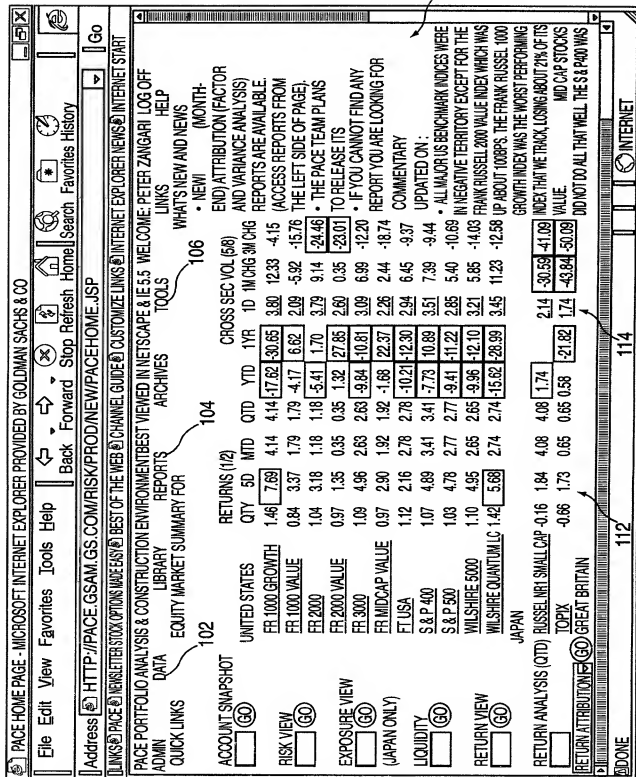 PACE HOME PAGE - MICROSOFT INTERNET EXPLORER PROVIDED BY GOLDMAN SACHS & CO
File Edit View Favorites Tools Help
Back Forward Stop Refresh Home Search Favorites History
Address HTTP://PACE.GSAM.GS.COM/RISK/PROD/NEW/PACEHOME.JSP Go
LINKS PACE NEWSLETTER STOCK OPTIONS MADE EASY BEST OF THE WEB CHANNEL GUIDE CUSTOMIZE LINKS INTERNET EXPLORER NEWS INTERNET START
PACE PORTFOLIO ANALYSIS & CONSTRUCTION ENVIRONMENT BEST VIEWED IN NETSCAPE & IE 5.5 WELCOME: PETER ZANGARI LOG OFF
ADMIN DATA LIBRARY REPORTS ARCHIVES TOOLS LINKS HELP
102
104
106
QUICK LINKS
ACCOUNT SNAPSHOT
GO
RISK VIEW
GO
EXPOSURE VIEW
GO
(JAPAN ONLY)
LIQUIDITY
GO
RETURN VIEW
GO
RETURN ANALYSIS (QTD)
RETURN ATTRIBUTION GO
EQUITY MARKET SUMMARY FOR
RETURNS (1/2) CROSS SEC VOL (5/8)
UNITED STATES QTY 5D MTD QTD YTD 1YR 1D 1M CHG 3M CHG
FR 1000 GROWTH 1.46 7.69 4.14 4.14 -17.62 -30.65 3.80 12.33 -4.15
FR 1000 VALUE 0.84 3.37 1.79 1.79 -4.17 6.62 2.09 -5.92 -15.76
FR 2000 1.04 3.18 1.18 1.18 -5.41 1.70 3.79 9.14 -24.46
FR 2000 VALUE 0.97 1.35 0.35 0.35 1.32 27.85 2.60 0.35 -23.01
FR 3000 1.09 4.96 2.63 2.63 -9.84 -10.81 3.09 6.99 -12.20
FR MIDCAP VALUE 0.97 2.90 1.92 1.92 -1.68 22.37 2.26 2.44 -18.74
FT USA 1.12 2.16 2.78 2.78 -10.21 -12.30 2.94 6.45 -9.37
S & P 400 1.07 4.89 3.41 3.41 -7.73 10.89 3.51 7.39 -9.44
S & P 500 1.03 4.78 2.77 2.77 -9.41 -11.22 2.85 5.40 -10.69
WILSHIRE 5000 1.10 4.95 2.65 2.65 -9.96 -12.10 3.21 5.85 -14.03
WILSHIRE QUANTUM LC 1.42 5.68 2.74 2.74 -15.62 -28.99 3.45 11.23 -12.58
JAPAN
RUSSEL NR1 SMALL CAP -0.16 1.84 4.08 4.08 1.74 2.14 -30.59 -41.09
TOPIX -0.66 1.73 0.65 0.65 0.58 -21.82 1.74 -43.84 -50.09
GREAT BRITAIN
WHAT'S NEW AND NEWS
• NEW! (MONTH-
END) ATTRIBUTION (FACTOR
AND VARIANCE ANALYSIS)
REPORTS ARE AVAILABLE.
(ACCESS REPORTS FROM
THE LEFT SIDE OF PAGE).
• THE PACE TEAM PLANS
TO RELEASE ITS
• IF YOU CANNOT FIND ANY
REPORT YOU ARE LOOKING FOR
COMMENTARY
UPDATED ON :
• ALL MAJOR US BENCHMARK INDICES WERE
IN NEGATIVE TERRITORY EXCEPT FOR THE
FRANK RUSSELL 2000 VALUE INDEX WHICH WAS
UP ABOUT 100BPS. THE FRANK RUSSEL 1000
GROWTH INDEX WAS THE WORST PERFORMING
INDEX THAT WE TRACK, LOSING ABOUT 21% OF ITS
VALUE. MID CAP STOCKS
DID NOT DO ALL THAT WELL. THE S & P400 WAS
DONE INTERNET
112
114